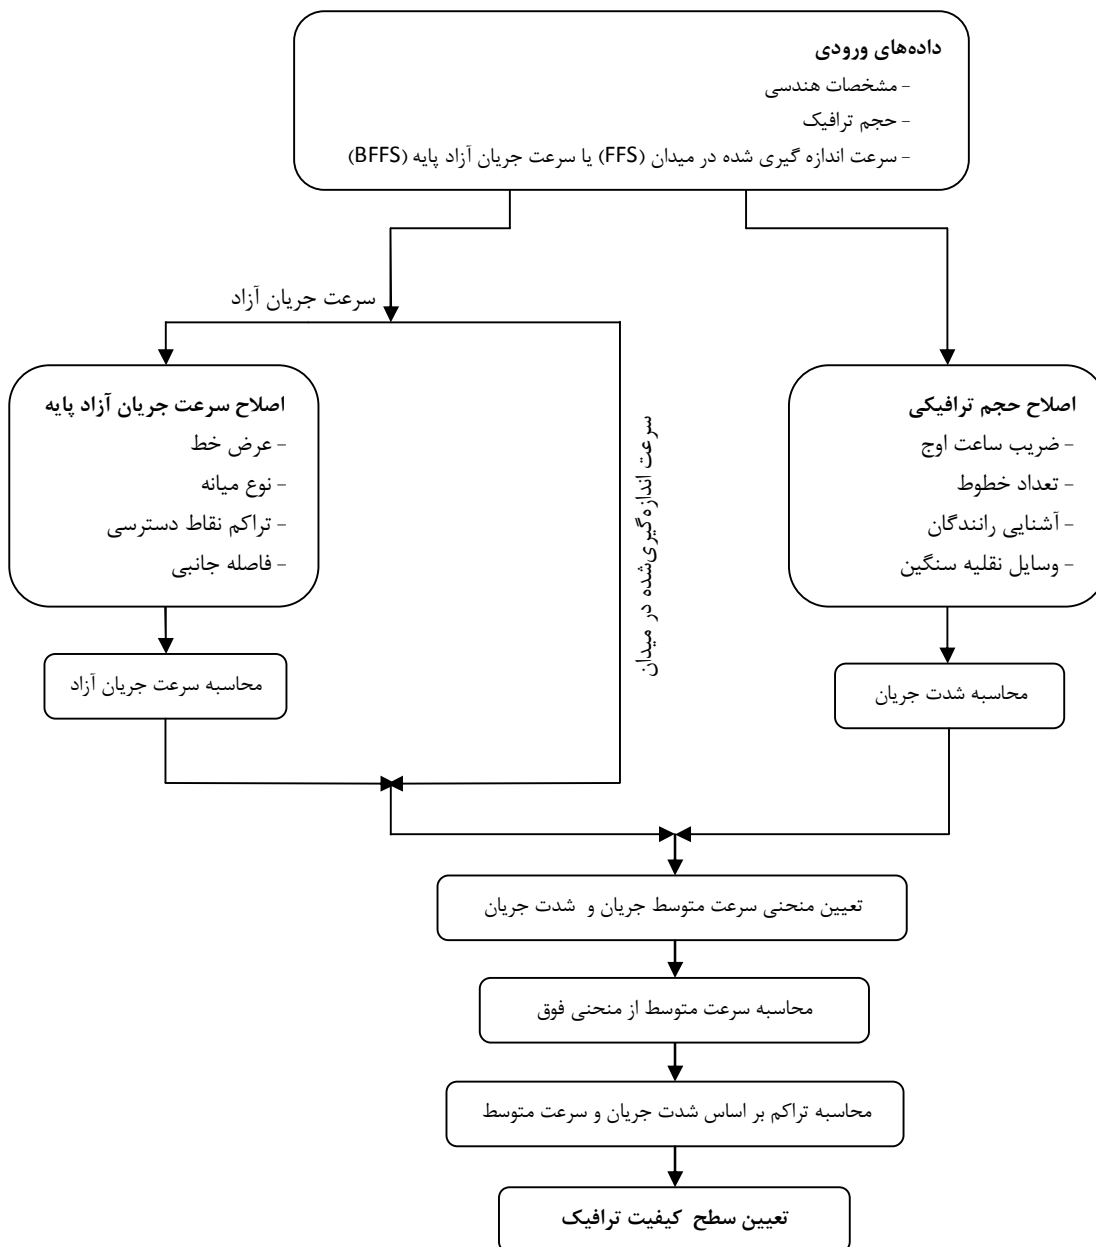 داده‌های ورودی
- مشخصات هندسی
- حجم ترافیک
- سرعت اندازه گیری شده در میدان (FFS) یا سرعت جریان آزاد پایه (BFFS)
سرعت جریان آزاد
اصلاح حجم ترافیکی
- ضریب ساعت اوج
- تعداد خطوط
- آشنایی رانندگان
- وسایل نقلیه سنگین
سرعت اندازه‌گیری‌شده در میدان
اصلاح سرعت جریان آزاد پایه
- عرض خط
- نوع میانه
- تراکم نقاط دسترسی
- فاصله جانبی
محاسبه شدت جریان
محاسبه سرعت جریان آزاد
تعیین منحنی سرعت متوسط جریان و شدت جریان
محاسبه سرعت متوسط از منحنی فوق
محاسبه تراکم بر اساس شدت جریان و سرعت متوسط
تعیین سطح کیفیت ترافیک